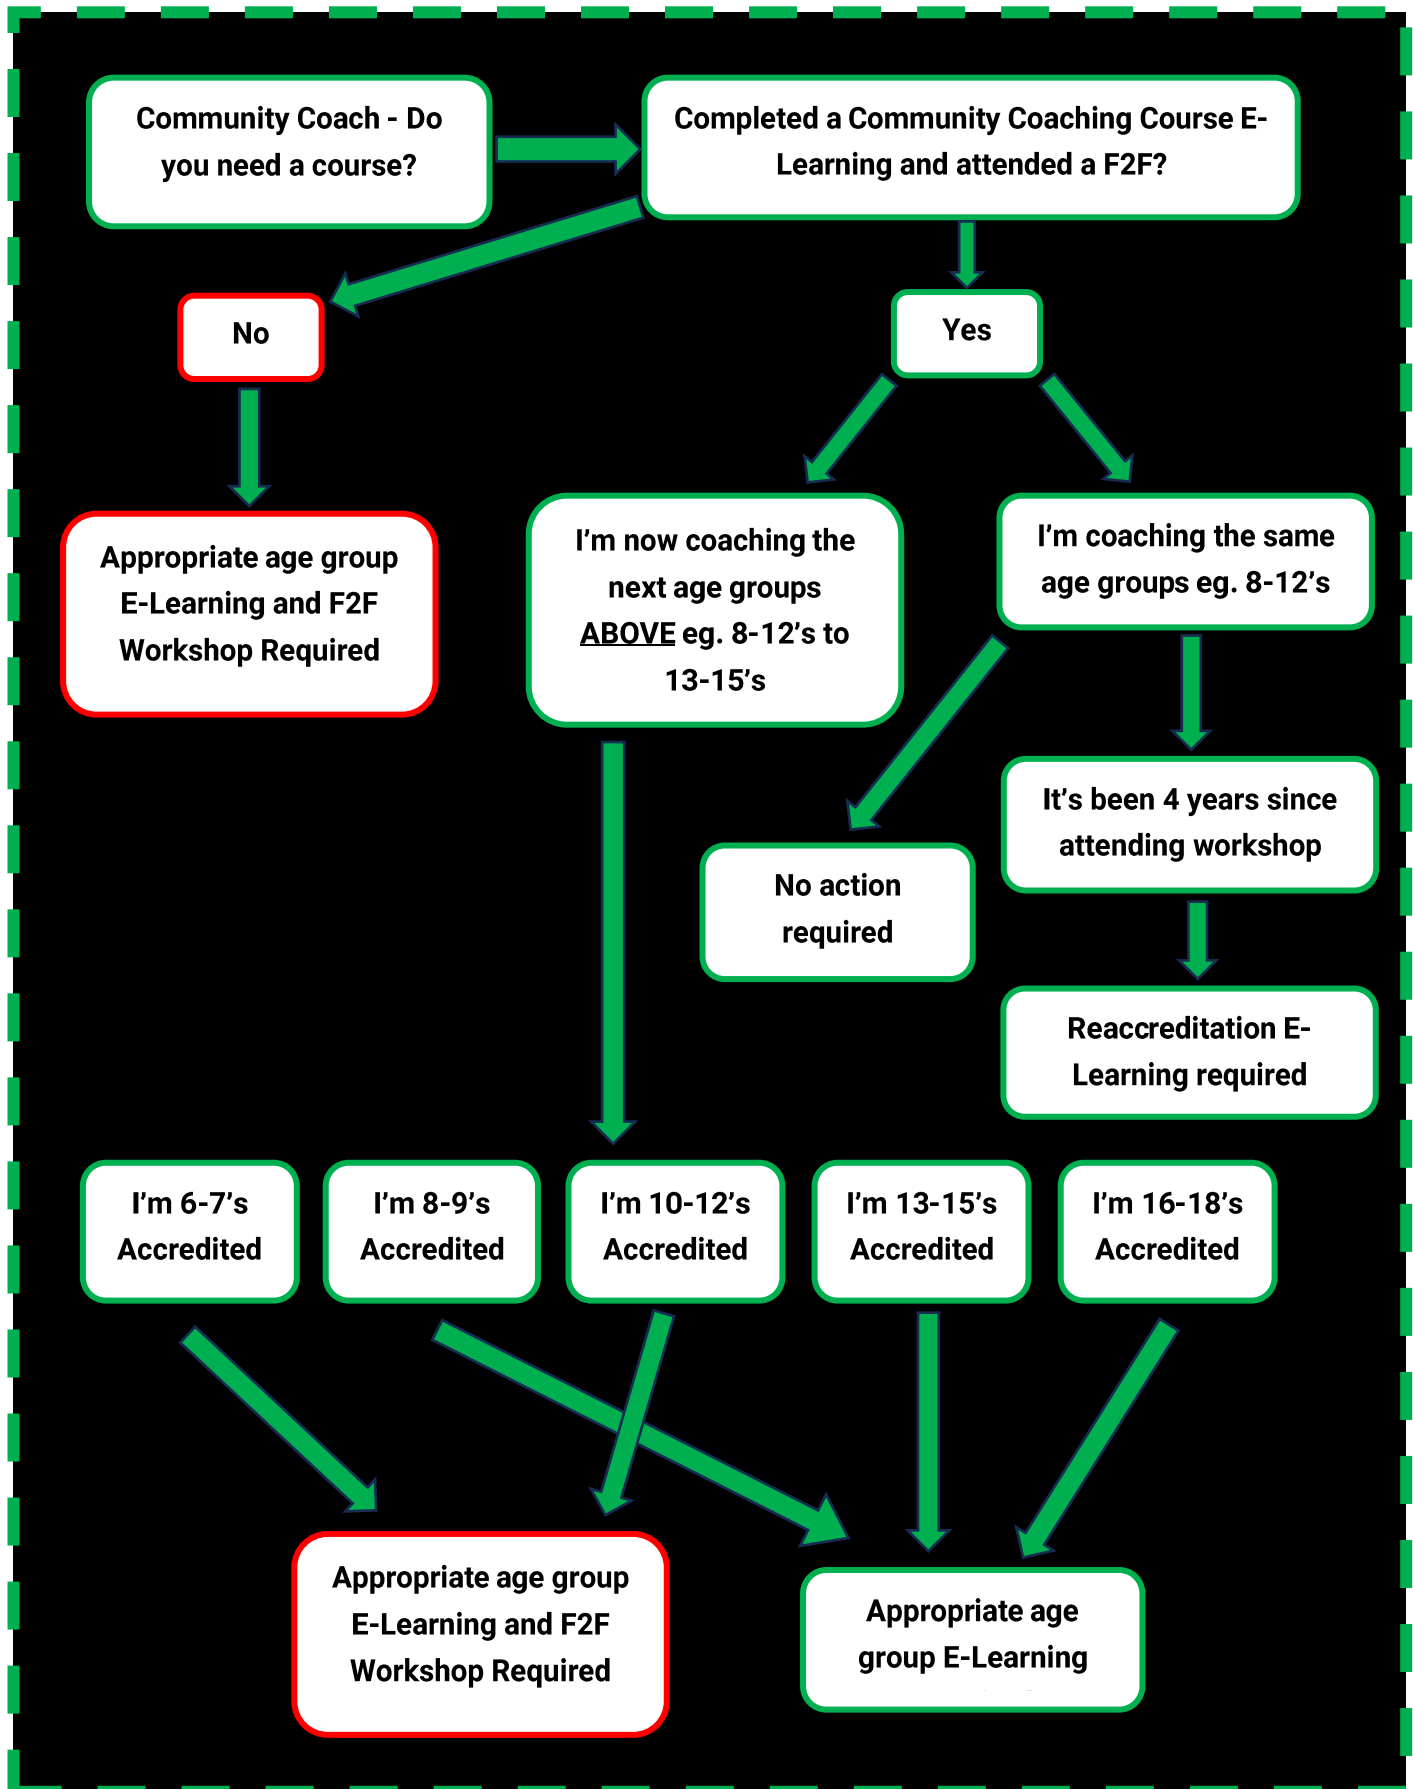 Community Coach - Do
you need a course?
Completed a Community Coaching Course E-
Learning and attended a F2F?
No
Yes
Appropriate age group
E-Learning and F2F
Workshop Required
I'm now coaching the
next age groups
ABOVE eg. 8-12's to
13-15's
I'm coaching the same
age groups eg. 8-12's
It's been 4 years since
attending workshop
No action
required
Reaccreditation E-
Learning required
I'm 6-7's
Accredited
I'm 8-9's
Accredited
I'm 10-12's
Accredited
I'm 13-15's
Accredited
I'm 16-18's
Accredited
Appropriate age group
E-Learning and F2F
Workshop Required
Appropriate age
group E-Learning